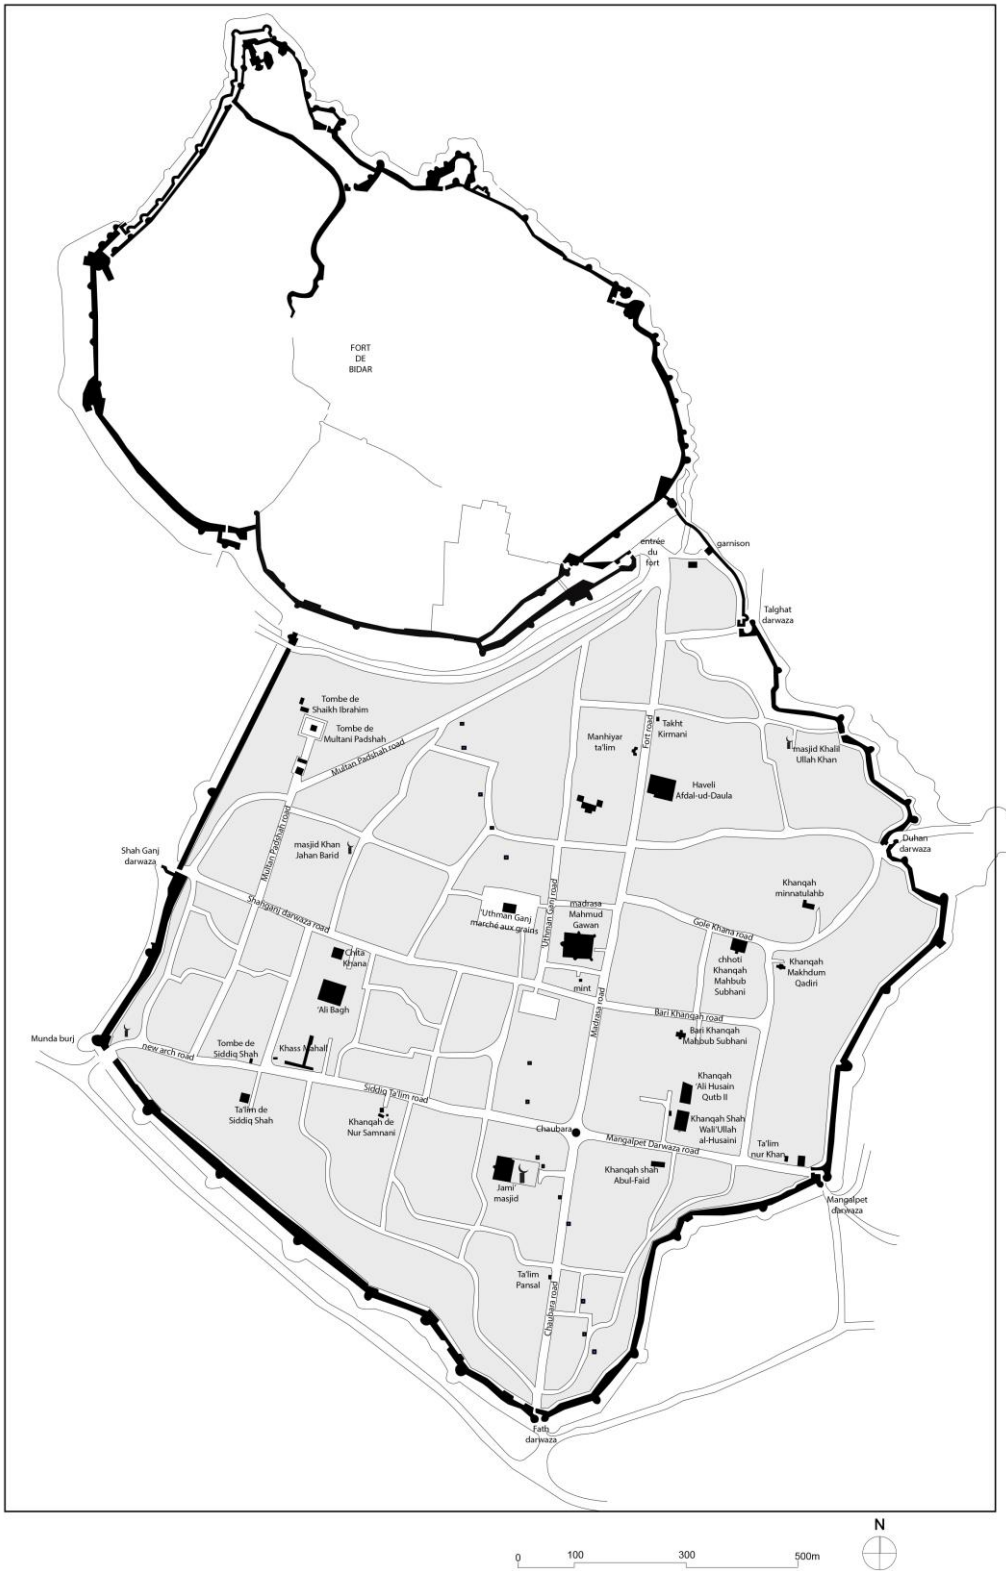 FORT
DE
BIDAR
entrée
du
fort
garnison
Talghat
darwaza
Tombe de
Shaikh Ibrahim
Tombe de
Multani Padshah
Multan Padshah road
Manhiyar
ta'lim
Fort road
Takht
Kirmani
masjid Khalil
Ullah Khan
Haveli
Afdal-ud-Daula
Shah Ganj
darwaza
masjid Khan
Jahan Barid
Multan Padshah road
Duhan
darwaza
Khanqah
minnatulahb
Shahganj darwaza road
'Uthman Ganj
marché aux grains
'Uthman Ganj road
madrasa
Mahmud
Gawan
Gole Khana road
Chita
Khana
chhoti
Khanqah
Mahbub
Subhani
Khanqah
Makhdum
Qadiri
mint
'Ali Bagh
Madrasa road
Bari Khanqah road
Bari Khanqah
Mahbub Subhani
Munda burj
new arch road
Tombe de
Siddiq Shah
Khass Mahall
Siddiq Ta'lim road
Khanqah
'Ali Husain
Qutb II
Ta'lim de
Siddiq Shah
Khanqah de
Nur Samnani
Khanqah Shah
Wali'Ullah
al-Husaini
Chaubara
Mangalpet Darwaza road
Ta'lim
nur Khan
Khanqah shah
Abul-Faid
Jami'
masjid
Mangalpet
darwaza
Ta'lim
Pansal
Chaubara road
Fath
darwaza
N
0 100 300 500m